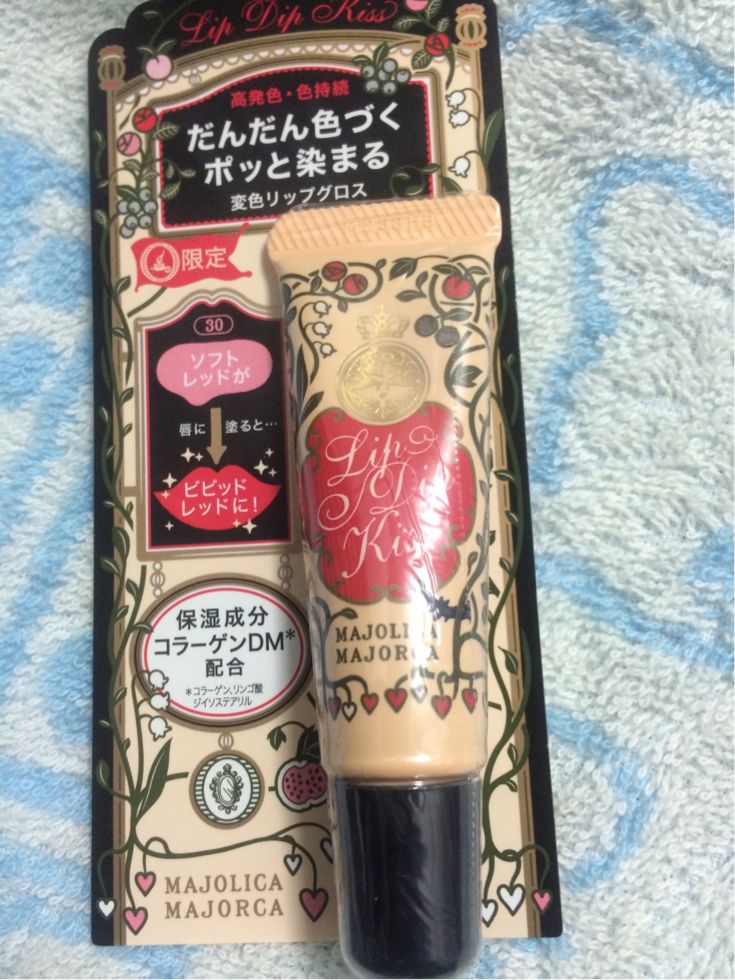 Lip Dip Kiss
高発色・色持続
だんだん色づく
ポッと染まる
変色リップグロス
限定
30
ソフト
レッドが
唇に
塗ると…
ビビッド
レッドに!
保湿成分
コラーゲンDM*
配合
*コラーゲン、リンゴ酸
ジイソステアリル
MAJOLICA
MAJORCA
Lip
Dip
Kiss
MAJOLICA
MAJORCA